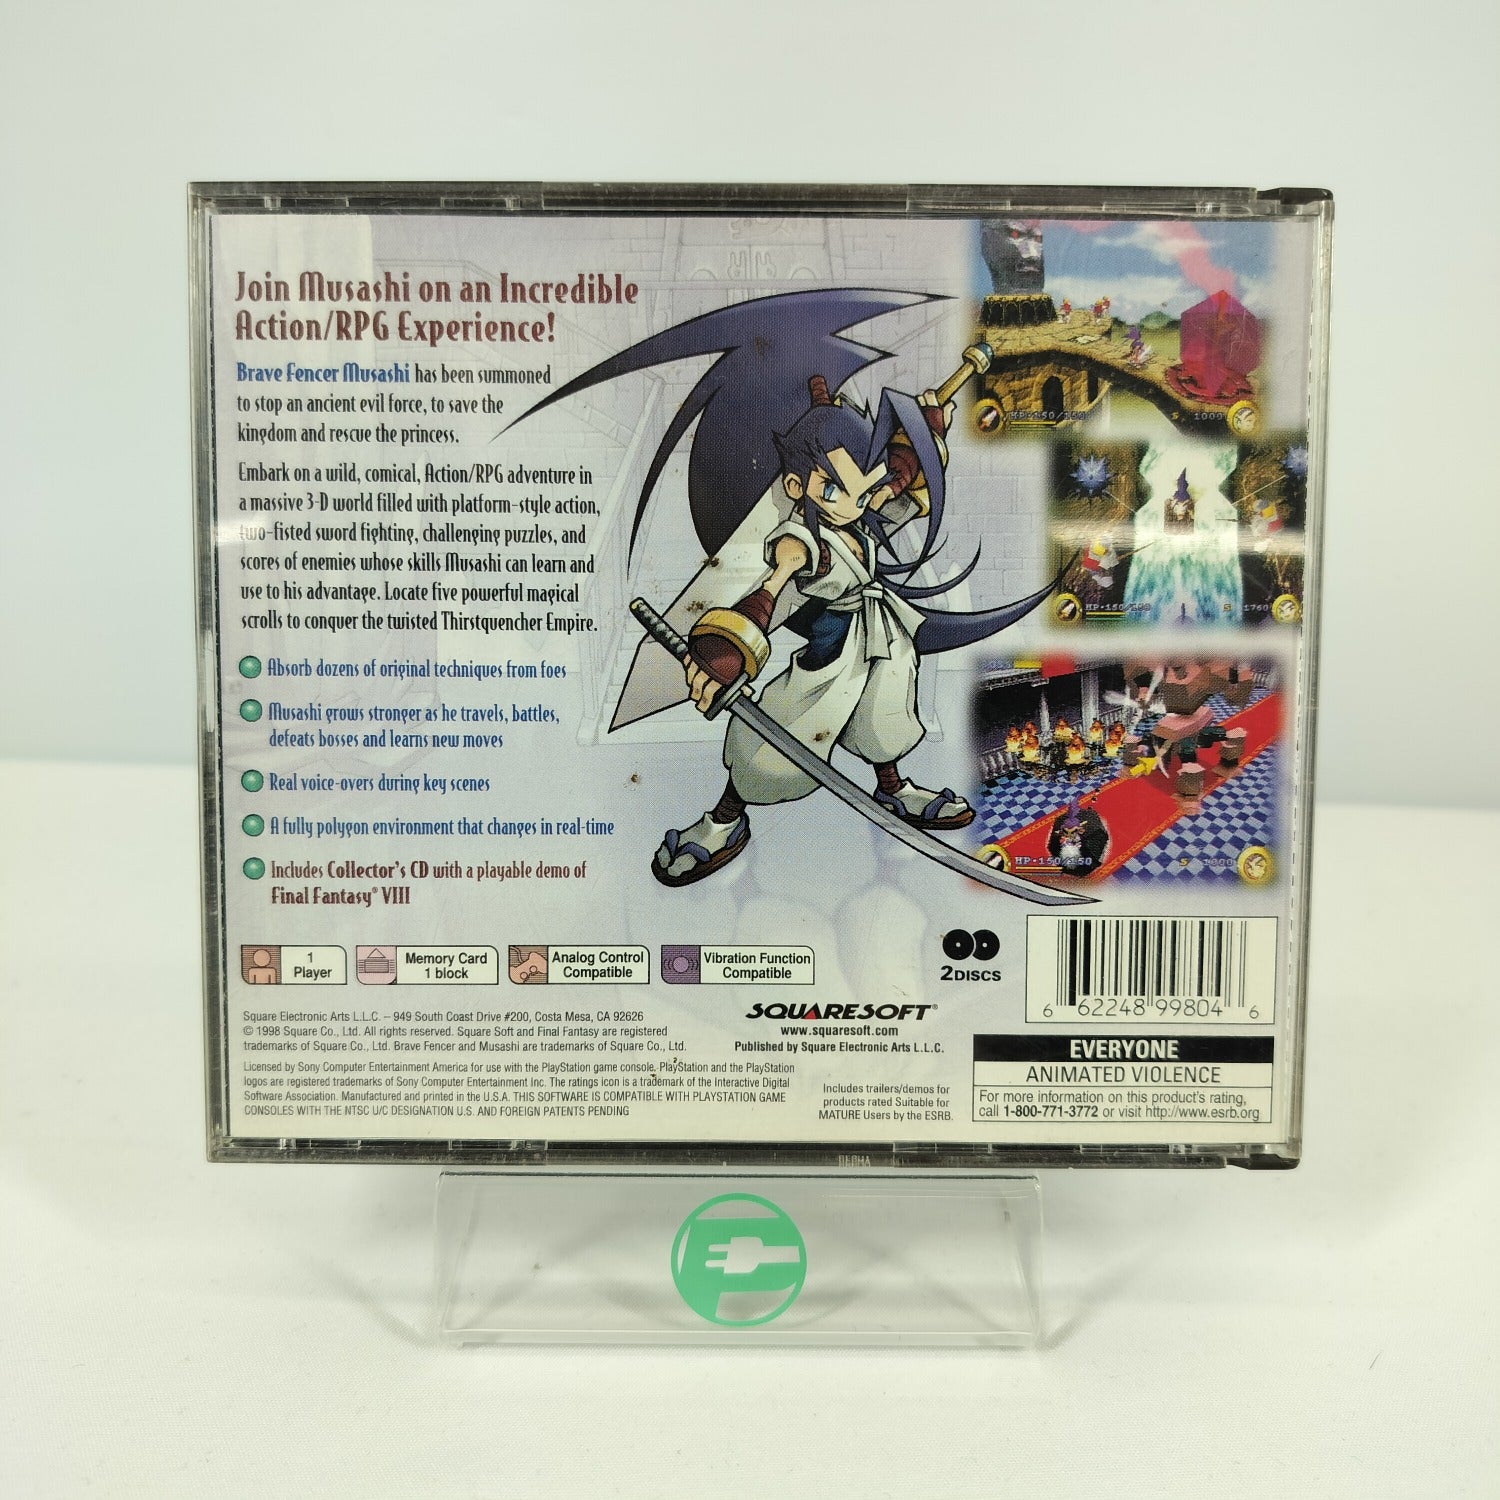 Join Musashi on an Incredible
Action/RPG Experience!
Brave Fencer Musashi has been summoned
to stop an ancient evil force, to save the
kingdom and rescue the princess.
Embark on a wild, comical, Action/RPG adventure in
a massive 3-D world filled with platform-style action,
two-fisted sword fighting, challenging puzzles, and
scores of enemies whose skills Musashi can learn and
use to his advantage. Locate five powerful magical
scrolls to conquer the twisted Thirstquencher Empire.
Absorb dozens of original techniques from foes
Musashi grows stronger as he travels, battles,
defeats bosses and learns new moves
Real voice-overs during key scenes
A fully polygon environment that changes in real-time
Includes Collector's CD with a playable demo of
Final Fantasy® VIII
HP·150/150
S 1000
HP·150/150
S 1760
HP·150/150
S 1000
1
Player
Memory Card
1 block
Analog Control
Compatible
Vibration Function
Compatible
2 DISCS
6 62248 99804 6
Square Electronic Arts L.L.C. – 949 South Coast Drive #200, Costa Mesa, CA 92626
© 1998 Square Co., Ltd. All rights reserved. Square Soft and Final Fantasy are registered
trademarks of Square Co., Ltd. Brave Fencer and Musashi are trademarks of Square Co., Ltd.
Licensed by Sony Computer Entertainment America for use with the PlayStation game console. PlayStation and the PlayStation
logos are registered trademarks of Sony Computer Entertainment Inc. The ratings icon is a trademark of the Interactive Digital
Software Association. Manufactured and printed in the U.S.A. THIS SOFTWARE IS COMPATIBLE WITH PLAYSTATION GAME
CONSOLES WITH THE NTSC U/C DESIGNATION U.S. AND FOREIGN PATENTS PENDING
SQUARESOFT®
www.squaresoft.com
Published by Square Electronic Arts L.L.C.
Includes trailers/demos for
products rated Suitable for
MATURE Users by the ESRB.
EVERYONE
ANIMATED VIOLENCE
For more information on this product's rating,
call 1-800-771-3772 or visit http://www.esrb.org